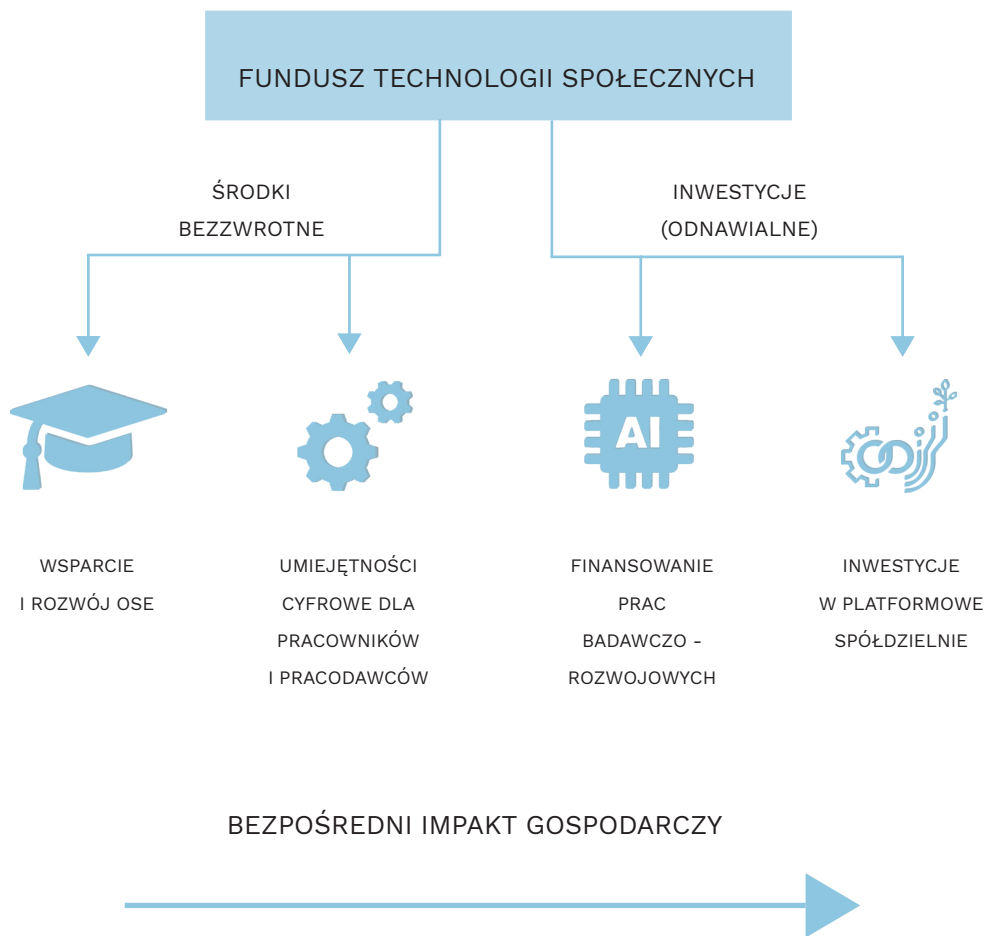 FUNDUSZ TECHNOLOGII SPOŁECZNYCH
ŚRODKI
BEZZWROTNE
INWESTYCJE
(ODNAWIALNE)
AI
WSPARCIE
I ROZWÓJ OSE
UMIEJĘTNOŚCI
CYFROWE DLA
PRACOWNIKÓW
I PRACODAWCÓW
FINANSOWANIE
PRAC
BADAWCZO -
ROZWOJOWYCH
INWESTYCJE
W PLATFORMOWE
SPÓŁDZIELNIE
BEZPOŚREDNI IMPAKT GOSPODARCZY